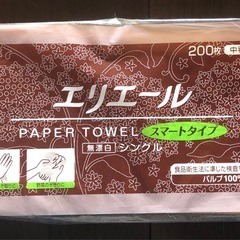 200枚 中
エリエール
PAPER TOWEL スマートタイプ
無漂白 シングル
食品衛生法に準じた検査
パルプ100%